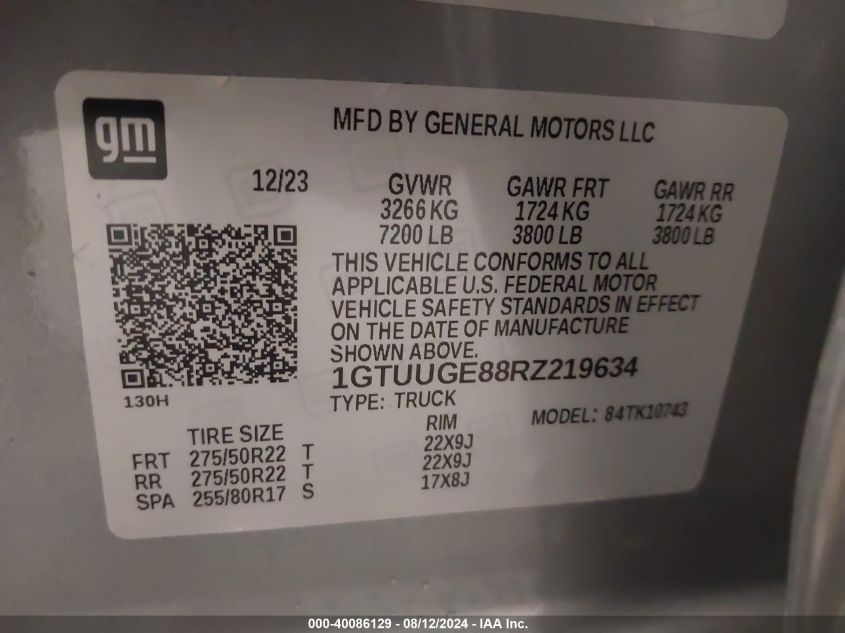 gm
MFD BY GENERAL MOTORS LLC
12/23 GVWR GAWR FRT GAWR RR
3266 KG 1724 KG 1724 KG
7200 LB 3800 LB 3800 LB
THIS VEHICLE CONFORMS TO ALL
APPLICABLE U.S. FEDERAL MOTOR
VEHICLE SAFETY STANDARDS IN EFFECT
ON THE DATE OF MANUFACTURE
SHOWN ABOVE.
1GTUUGE88RZ219634
130H
TYPE: TRUCK
MODEL: 84TK10743
TIRE SIZE RIM
FRT 275/50R22 T 22X9J
RR 275/50R22 T 22X9J
SPA 255/80R17 S 17X8J
000-40086129 - 08/12/2024 - IAA Inc.